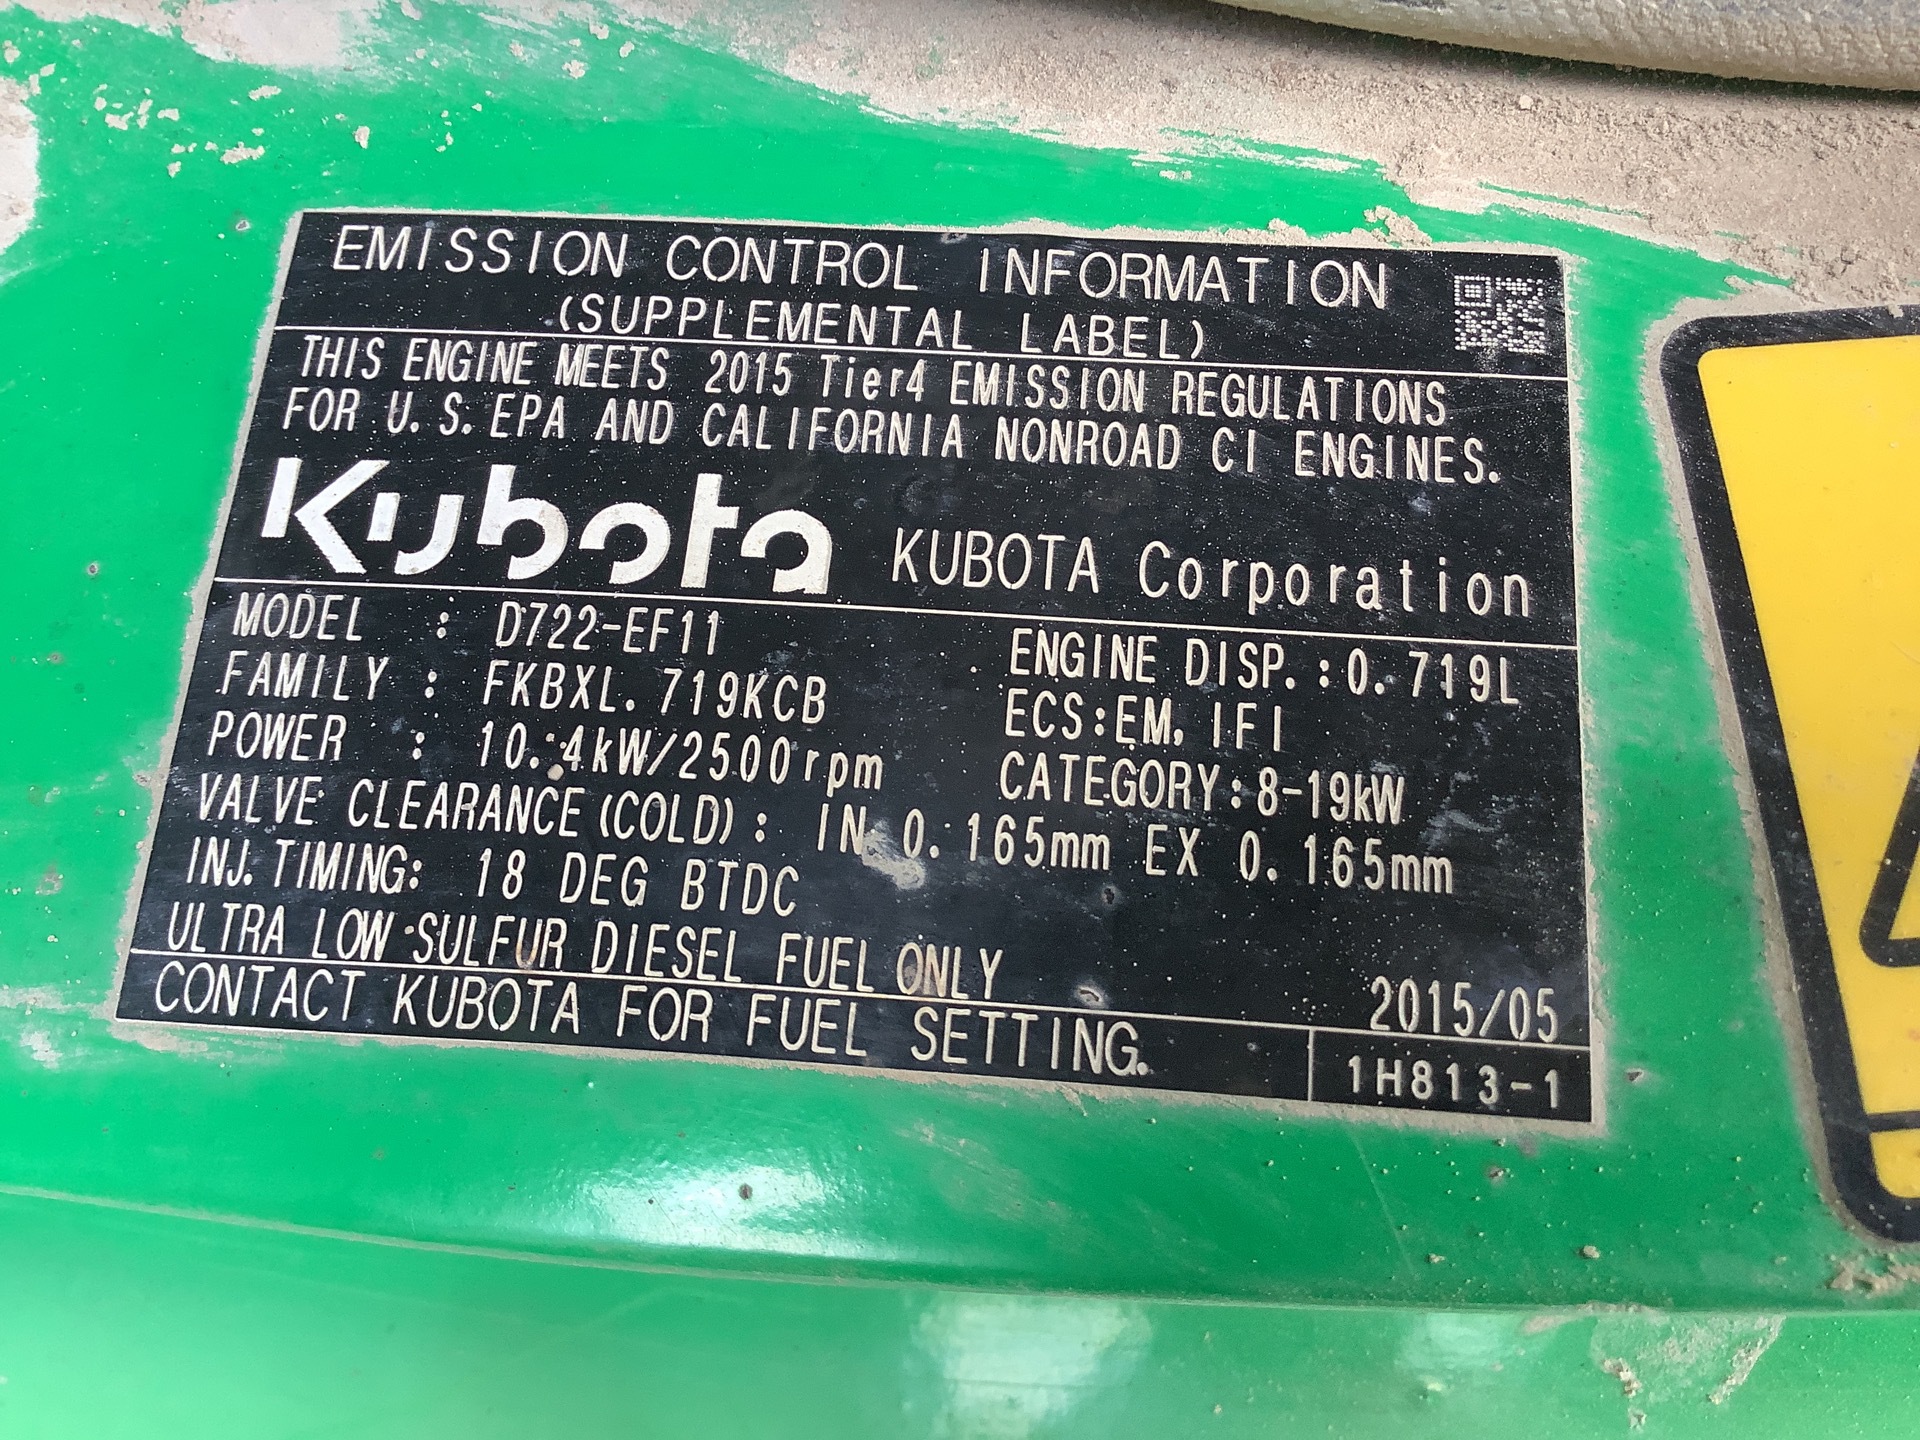 EMISSION CONTROL INFORMATION
(SUPPLEMENTAL LABEL)
THIS ENGINE MEETS 2015 Tier4 EMISSION REGULATIONS
FOR U.S. EPA AND CALIFORNIA NONROAD CI ENGINES.
Kubota KUBOTA Corporation
MODEL : D722-EF11 ENGINE DISP.:0.719L
FAMILY : FKBXL.719KCB ECS:EM, IFI
POWER : 10.4kW/2500rpm CATEGORY:8-19kW
VALVE CLEARANCE(COLD): IN 0.165mm EX 0.165mm
INJ.TIMING: 18 DEG BTDC
ULTRA LOW SULFUR DIESEL FUEL ONLY 2015/05
CONTACT KUBOTA FOR FUEL SETTING. 1H813-1